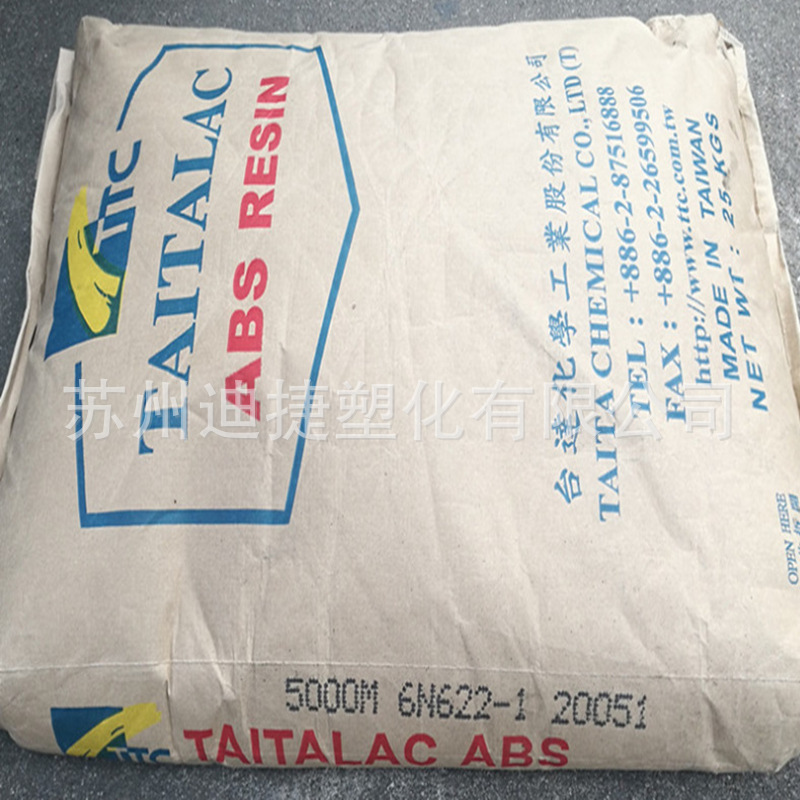 TTC
TAITALAC
ABS RESIN
台達化學工業股份有限公司
TAITA CHEMICAL CO., LTD (T)
TEL : +886-2-87516888
FAX : +886-2-26599506
http://www.ttc.com.tw
MADE IN TAIWAN
NET WT : 25-KGS
OPEN HERE
苏州迪捷塑化有限公司
5000M 6N622-1 20051
TTC
TAITALAC ABS